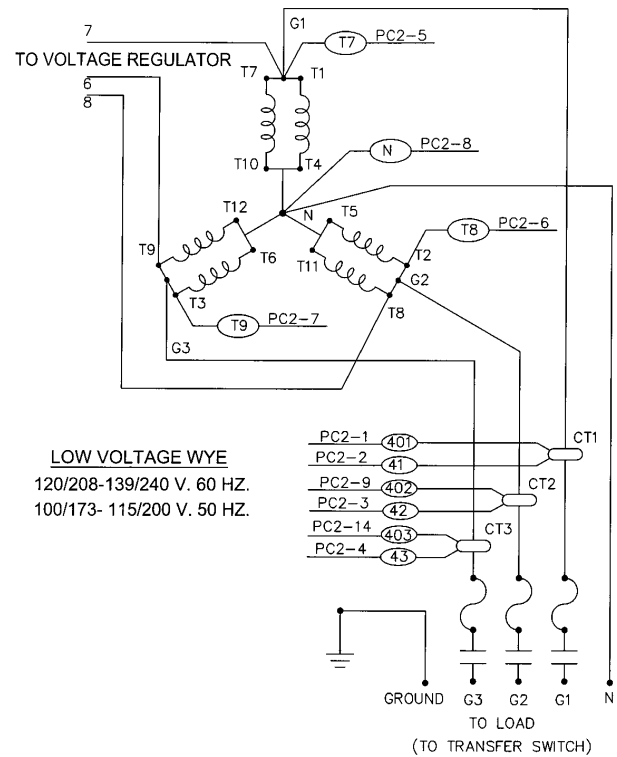 7
G1
T7
PC2-5
TO VOLTAGE REGULATOR
T7
T1
6
8
T10
T4
N
PC2-8
T12
N
T5
T8
PC2-6
T9
T6
T11
T2
G2
T3
T8
T9
PC2-7
G3
PC2-1
401
CT1
PC2-2
41
LOW VOLTAGE WYE
PC2-9
402
CT2
120/208-139/240 V. 60 HZ.
PC2-3
42
100/173- 115/200 V. 50 HZ.
PC2-14
403
CT3
PC2-4
43
GROUND
G3
G2
G1
N
TO LOAD
(TO TRANSFER SWITCH)